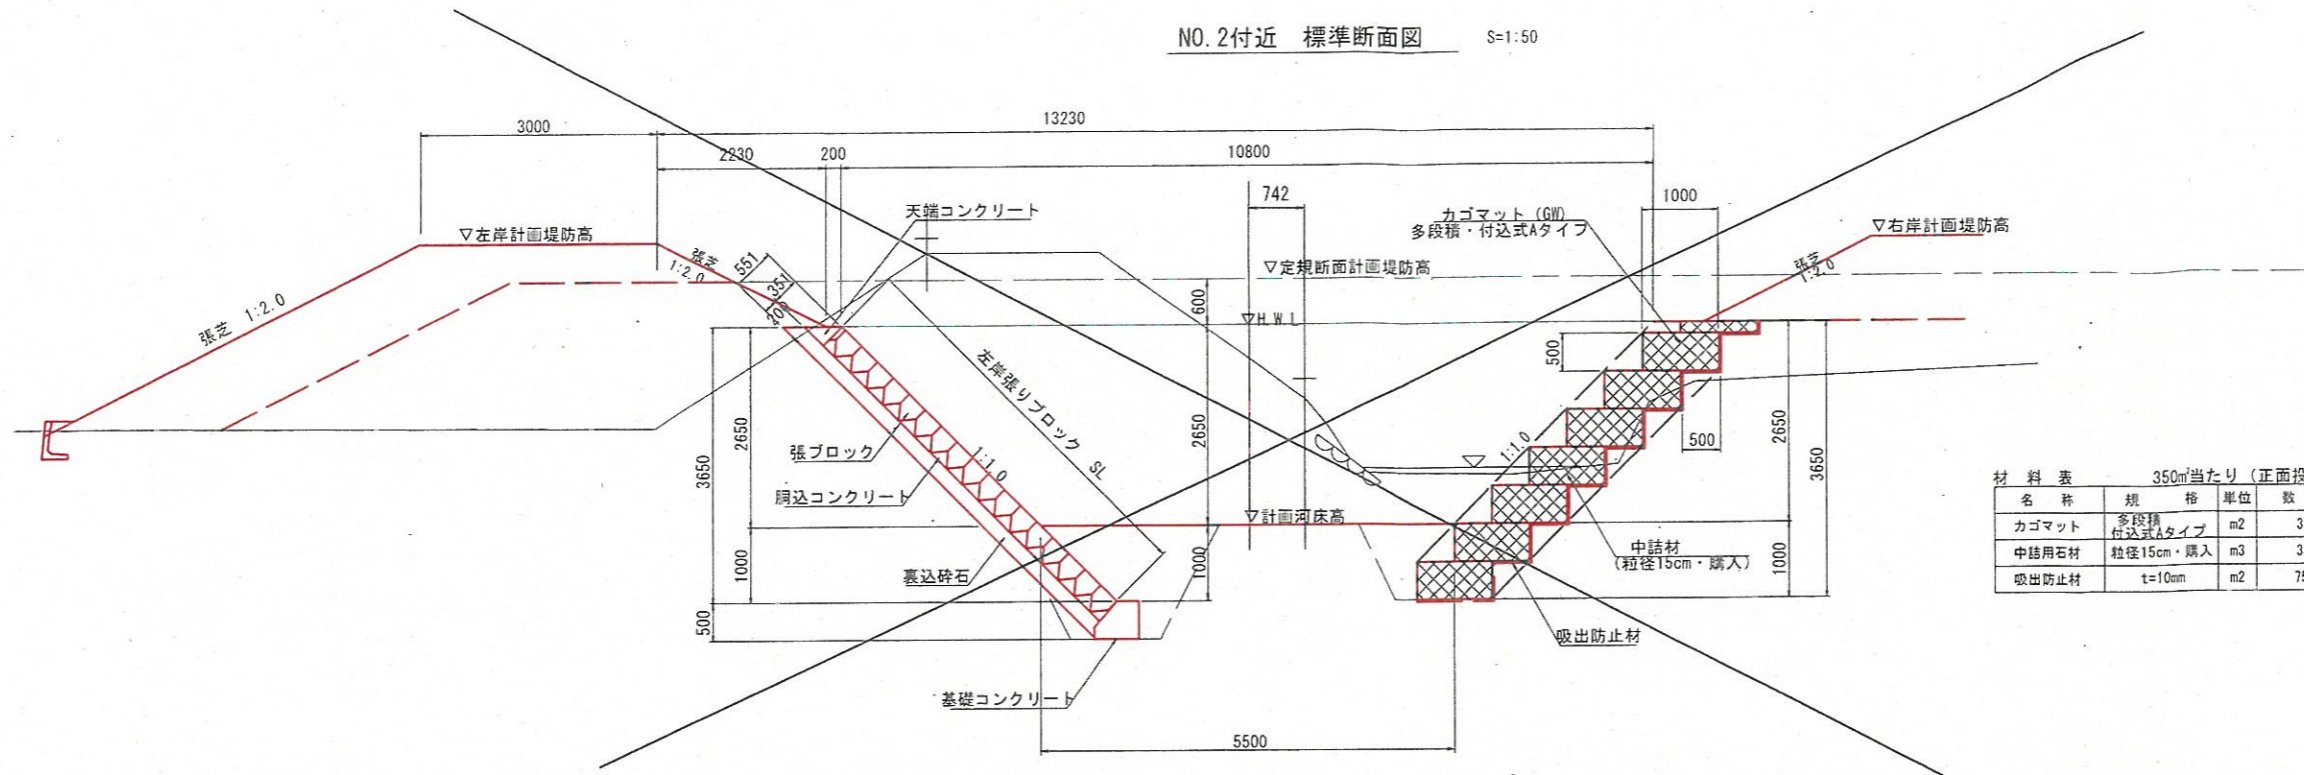 NO.2付近　標準断面図　S=1:50
3000
13230
2230
200
10800
742
1000
天端コンクリート
カゴマット (GW)
多段積・付込式Aタイプ
▽左岸計画堤防高
▽右岸計画堤防高
張芝
1:2.0
551
351
200
▽定規断面計画堤防高
張芝
1:2.0
600
▽H.W.L
張芝 1:2.0
500
左岸張りブロック SL
2650
3650
張ブロック
1:1.0
2650
1:1.0
500
2650
3650
胴込コンクリート
▽計画河床高
1000
裏込砕石
1000
中詰材
(粒径15cm・購入)
1000
500
吸出防止材
基礎コンクリート
5500
材料表　350㎡当たり (正面投
名称　規格　単位　数
カゴマット　多段積 付込式Aタイプ　m2　3
中詰用石材　粒径15cm・購入　m3　3
吸出防止材　t=10mm　m2　75